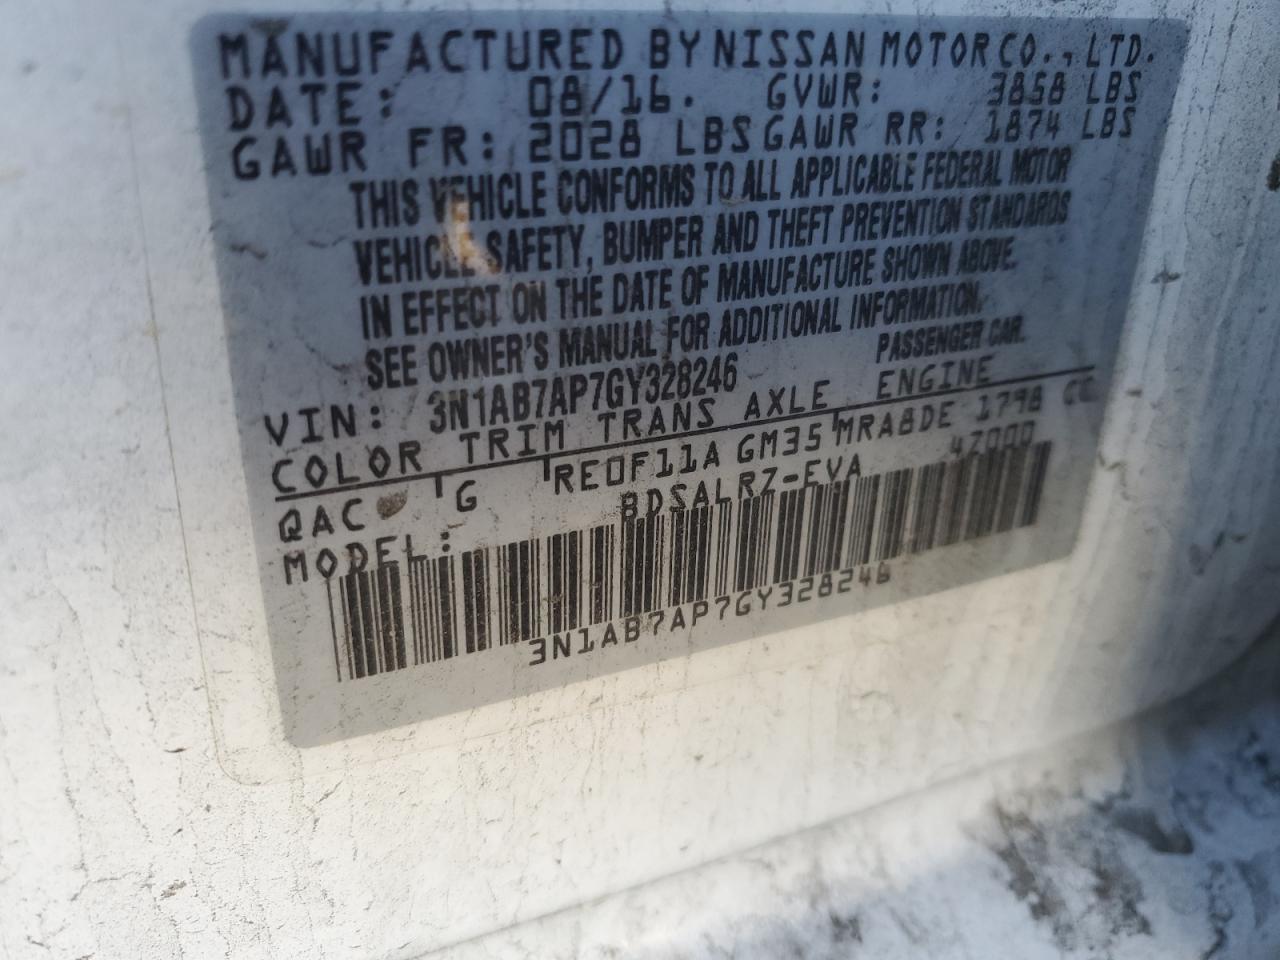 MANUFACTURED BY NISSAN MOTOR CO., LTD.
DATE: 08/16. GVWR: 3858 LBS
GAWR FR: 2028 LBS GAWR RR: 1874 LBS
THIS VEHICLE CONFORMS TO ALL APPLICABLE FEDERAL MOTOR
VEHICLE SAFETY, BUMPER AND THEFT PREVENTION STANDARDS
IN EFFECT ON THE DATE OF MANUFACTURE SHOWN ABOVE.
SEE OWNER'S MANUAL FOR ADDITIONAL INFORMATION.
VIN: 3N1AB7AP7GY328246 PASSENGER CAR.
COLOR TRIM TRANS AXLE ENGINE
QAC G RE0F11A GM35 MRA8DE 1798 CC
MODEL: BDSALRZ-EVA 4Z000
3N1AB7AP7GY328246